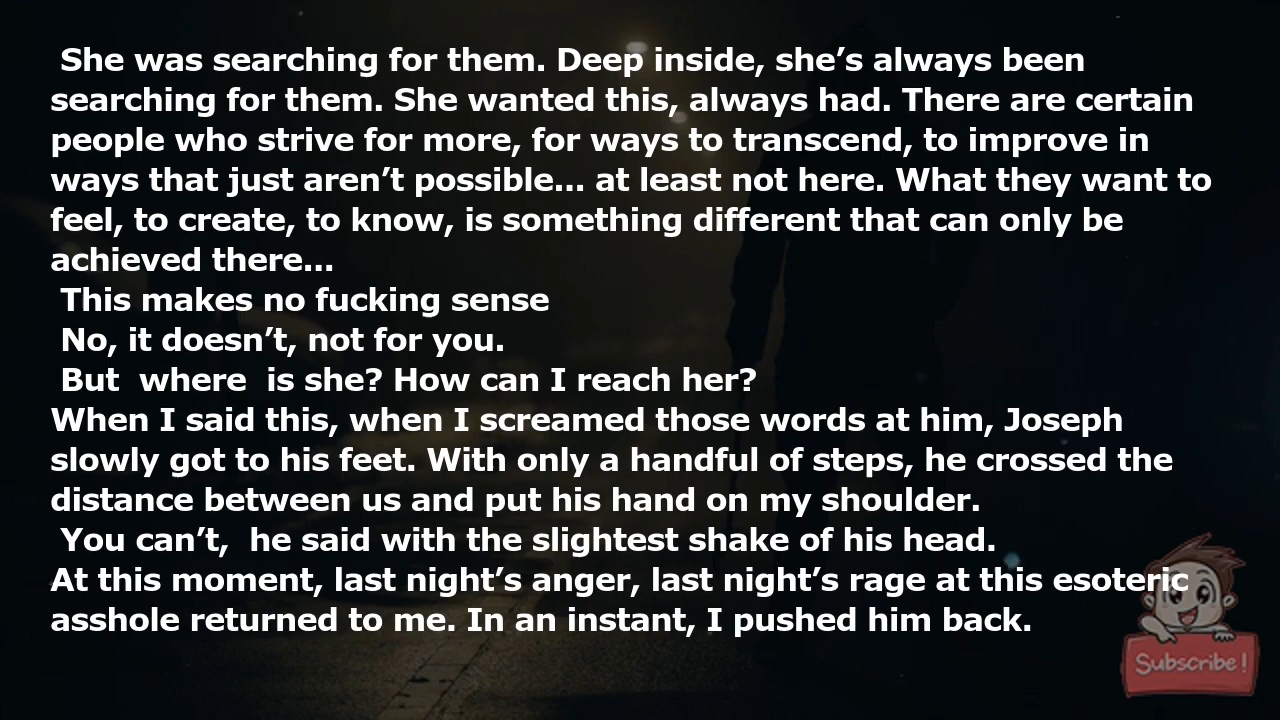 She was searching for them. Deep inside, she’s always been
searching for them. She wanted this, always had. There are certain
people who strive for more, for ways to transcend, to improve in
ways that just aren’t possible... at least not here. What they want to
feel, to create, to know, is something different that can only be
achieved there...
This makes no fucking sense
No, it doesn’t, not for you.
But  where  is she? How can I reach her?
When I said this, when I screamed those words at him, Joseph
slowly got to his feet. With only a handful of steps, he crossed the
distance between us and put his hand on my shoulder.
You can’t,  he said with the slightest shake of his head.
At this moment, last night’s anger, last night’s rage at this esoteric
asshole returned to me. In an instant, I pushed him back.
Subscribe!